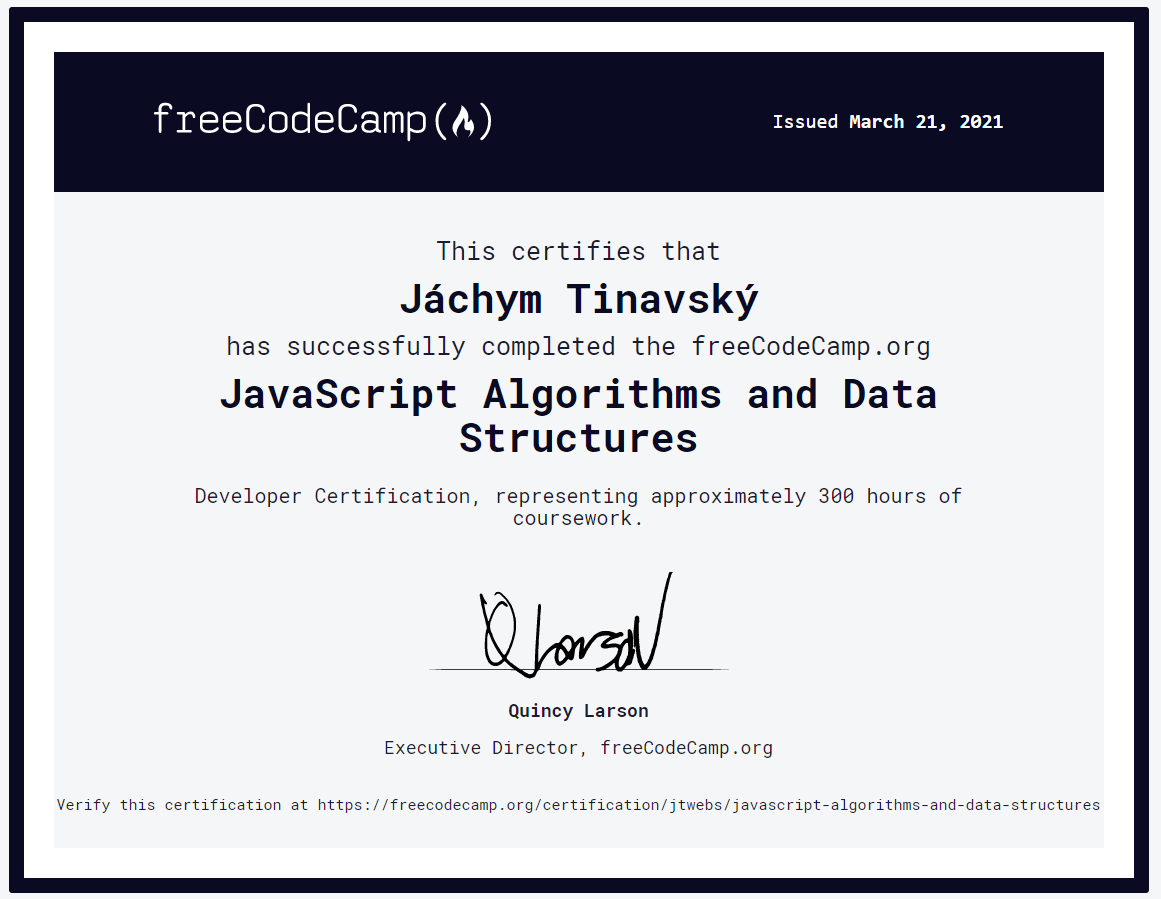 freeCodeCamp(🔥)
Issued March 21, 2021
This certifies that
Jáchym Tinavský
has successfully completed the freeCodeCamp.org
JavaScript Algorithms and Data
Structures
Developer Certification, representing approximately 300 hours of
coursework.
Q Larson
Quincy Larson
Executive Director, freeCodeCamp.org
Verify this certification at https://freecodecamp.org/certification/jtwebs/javascript-algorithms-and-data-structures